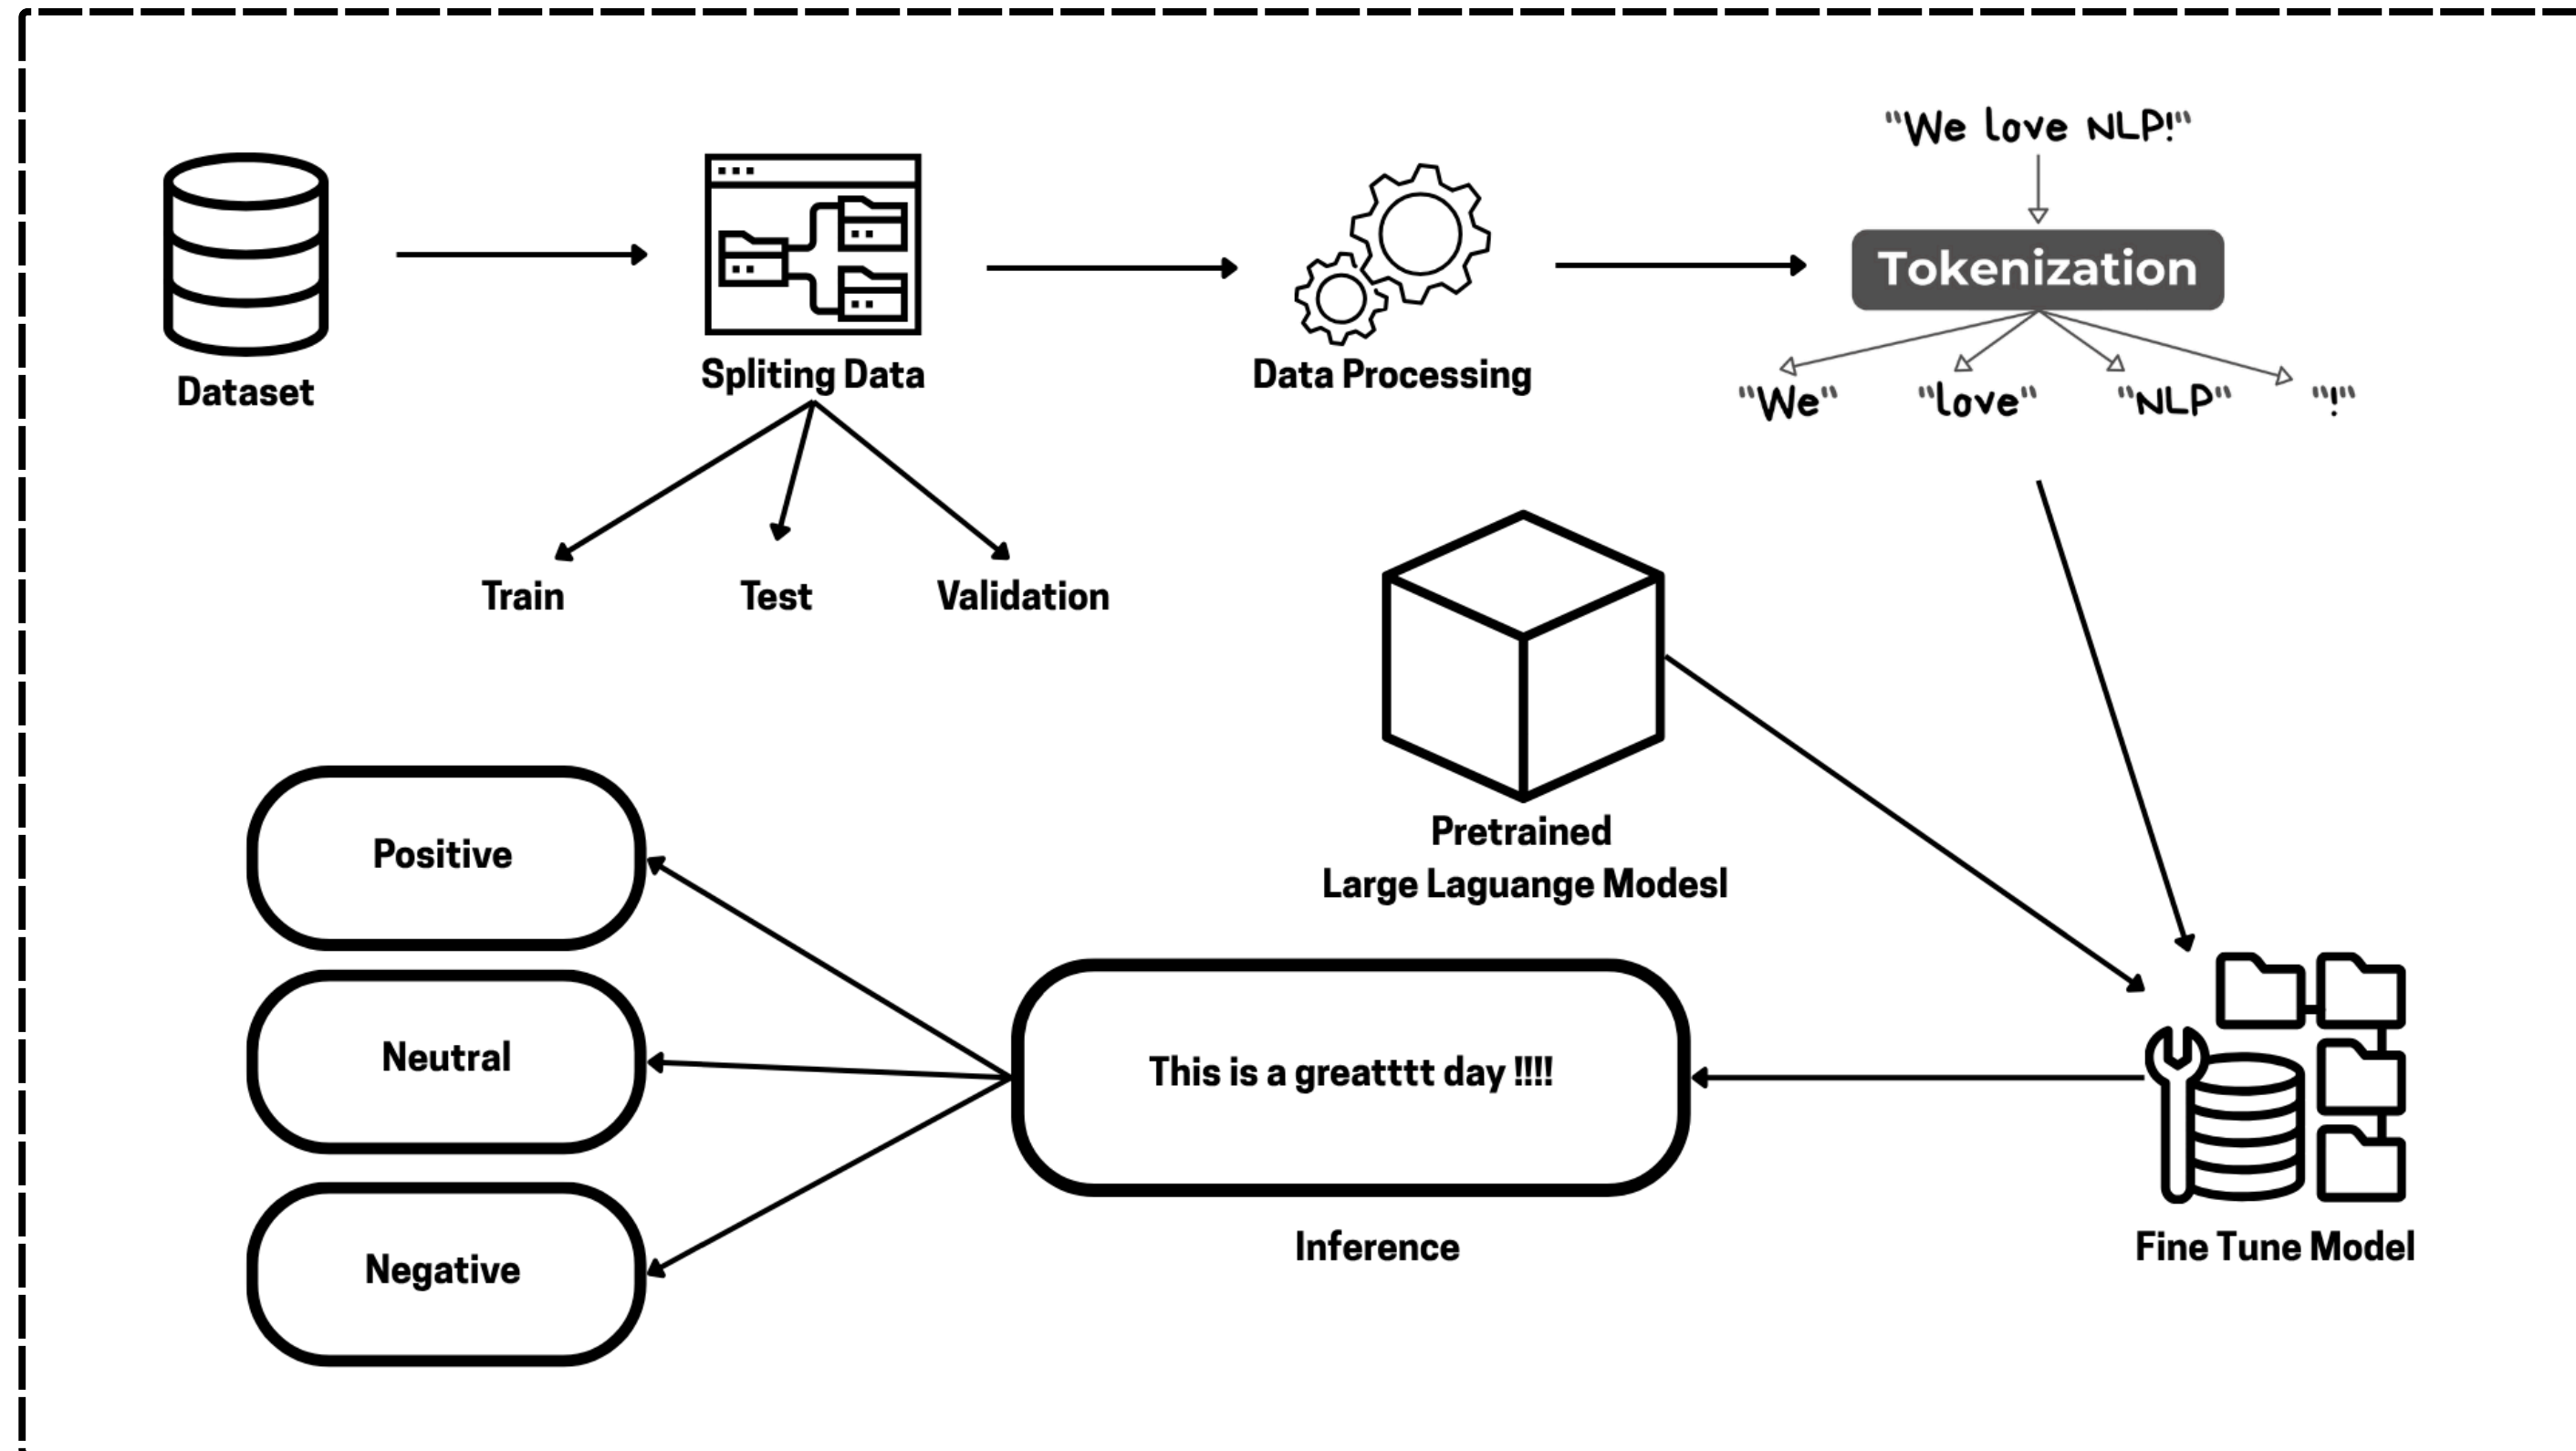 "We love NLP!"
Tokenization
"We" "love" "NLP" "!"
Dataset
Spliting Data
Data Processing
Train
Test
Validation
Pretrained
Large Laguange Modesl
Positive
Neutral
Negative
This is a greatttt day !!!!
Inference
Fine Tune Model